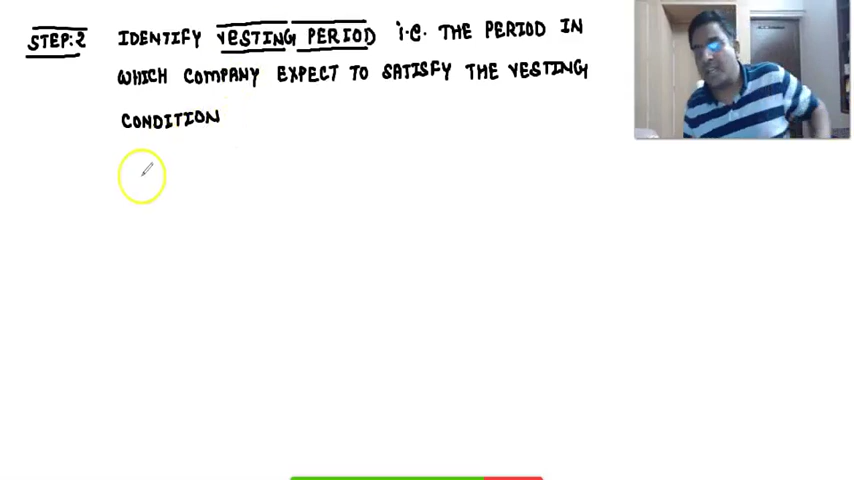 STEP:2 IDENTIFY VESTING PERIOD i.e. THE PERIOD IN
WHICH COMPANY EXPECT TO SATISFY THE VESTING
CONDITION